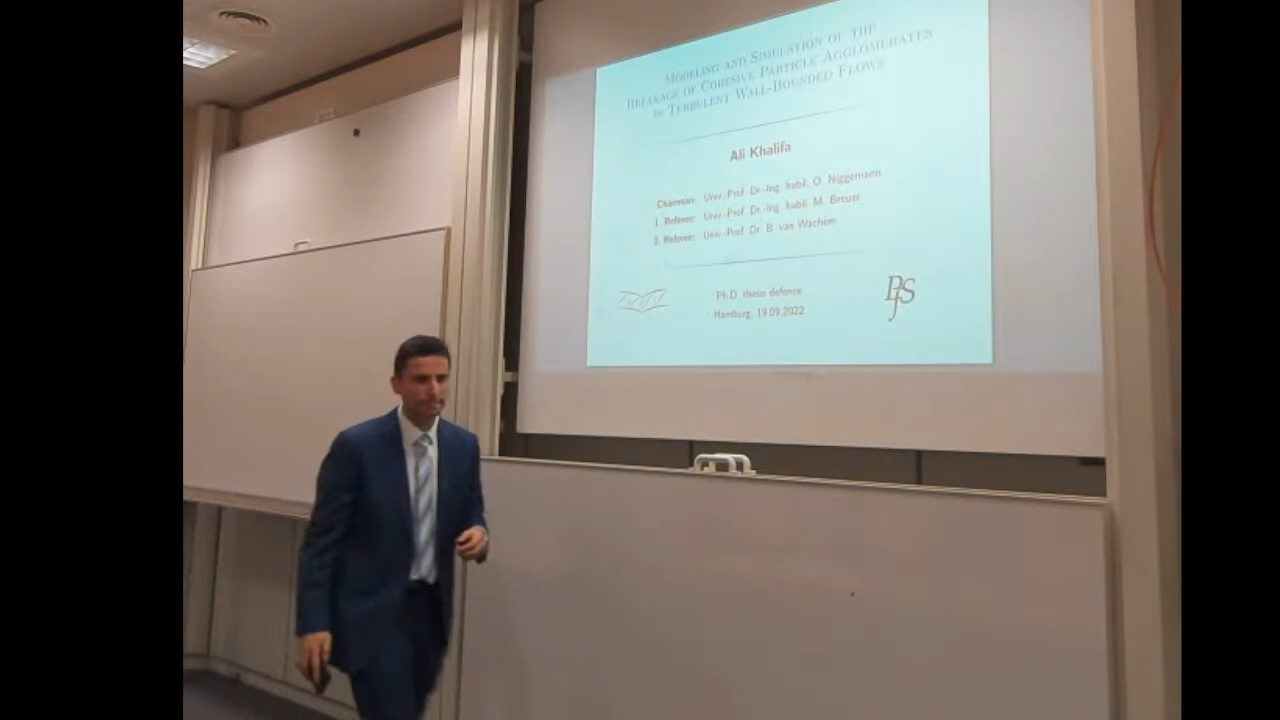 MODELING AND SIMULATION OF THE
BREAKAGE OF COHESIVE PARTICLE AGGLOMERATES
IN TURBULENT WALL-BOUNDED FLOWS
Ali Khalifa
Chairman: Univ.-Prof. Dr.-Ing. habil. O. Niggemann
1. Referee: Univ.-Prof. Dr.-Ing. habil. M. Breuer
2. Referee: Univ.-Prof. Dr. B. van Wachem
Ph.D. thesis defence
Hamburg, 19.09.2022
PfS